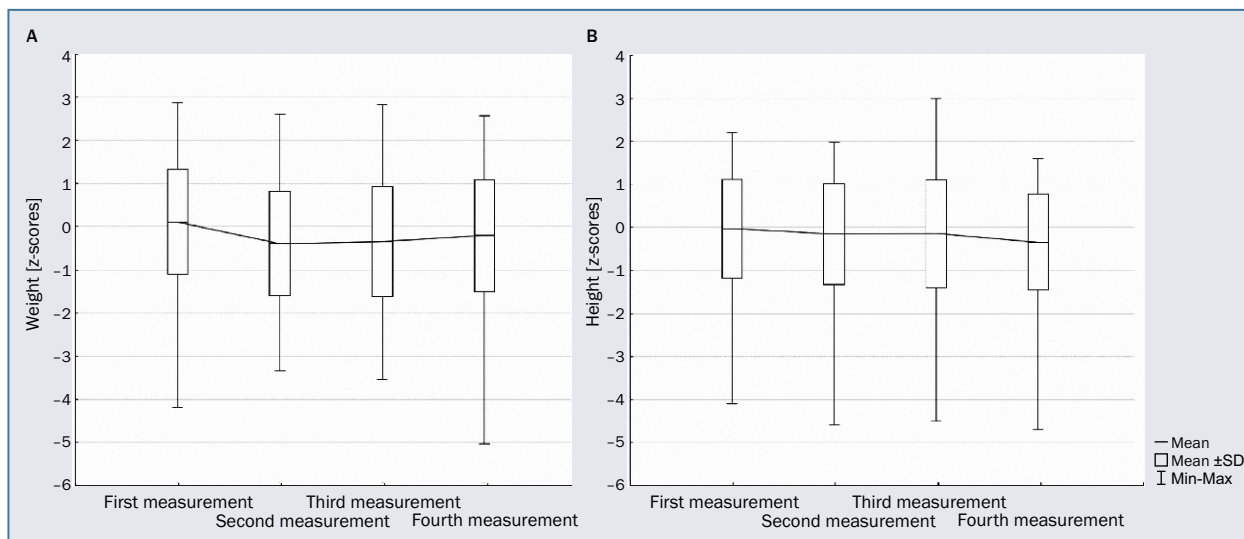 A
4
3
2
1
0
–1
–2
–3
–4
–5
–6
Weight [z-scores]
First measurement
Second measurement
Third measurement
Fourth measurement
B
4
3
2
1
0
–1
–2
–3
–4
–5
–6
Height [z-scores]
First measurement
Second measurement
Third measurement
Fourth measurement
Mean
Mean ±SD
Min-Max